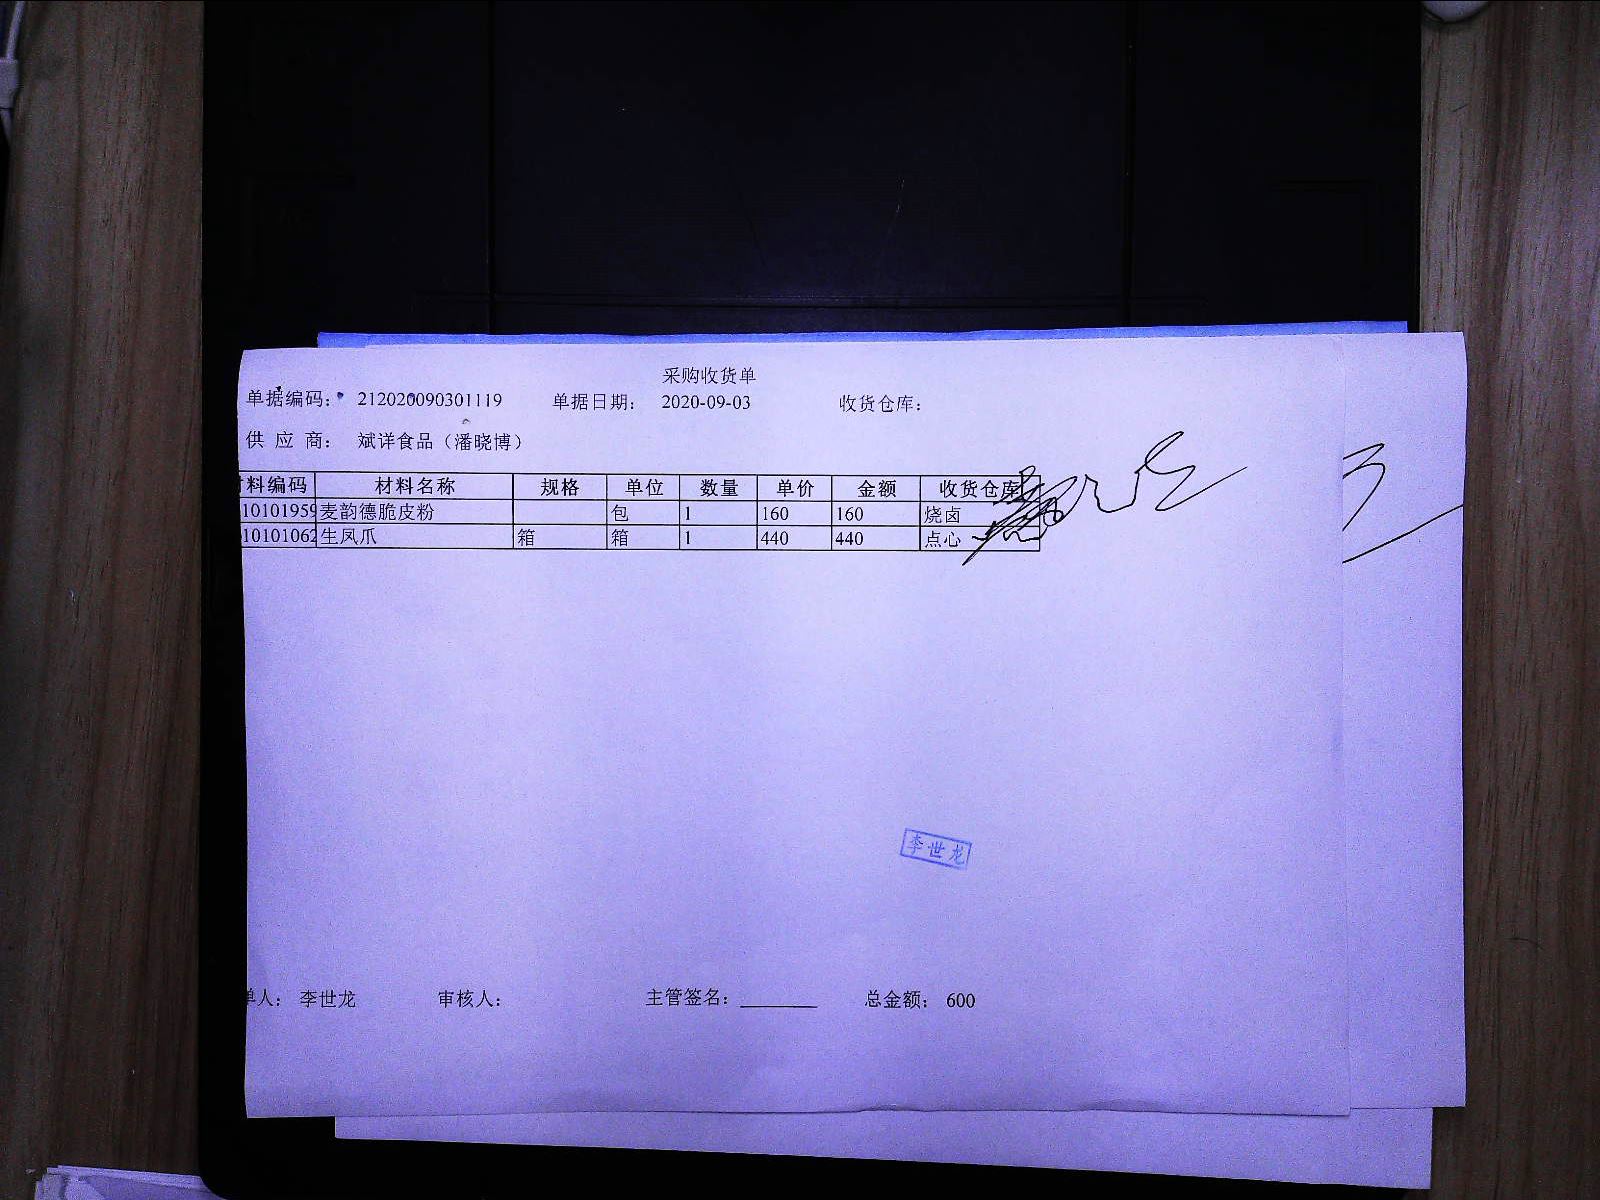 采购收货单
单据编码： 212020090301119 单据日期： 2020-09-03 收货仓库：
供 应 商： 斌详食品（潘晓博）
料编码 材料名称 规格 单位 数量 单价 金额 收货仓库
10101959 麦韵德脆皮粉 包 1 160 160 烧卤
10101062 生凤爪 箱 箱 1 440 440 点心
李世龙
单人： 李世龙 审核人： 主管签名： 总金额： 600